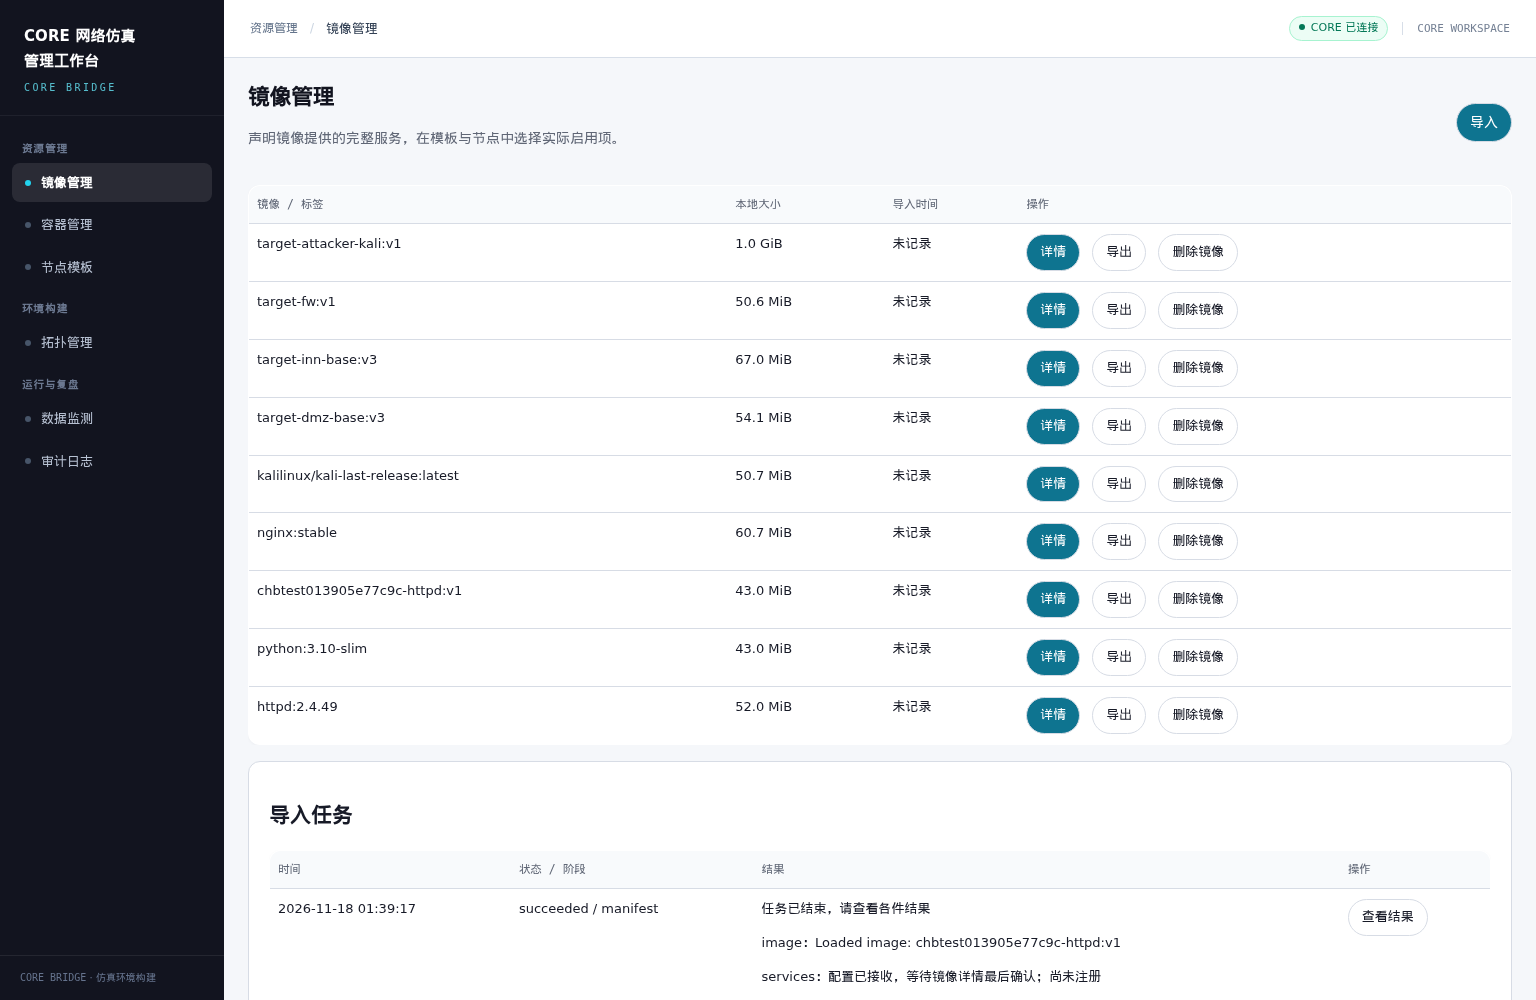 CORE 网络仿真
管理工作台
CORE BRIDGE
资源管理
镜像管理
容器管理
节点模板
环境构建
拓扑管理
运行与复盘
数据监测
审计日志
CORE BRIDGE · 仿真环境构建
资源管理 / 镜像管理
CORE 已连接
CORE WORKSPACE
镜像管理
声明镜像提供的完整服务，在模板与节点中选择实际启用项。
导入
镜像 / 标签 本地大小 导入时间 操作
target-attacker-kali:v1 1.0 GiB 未记录 详情 导出 删除镜像
target-fw:v1 50.6 MiB 未记录 详情 导出 删除镜像
target-inn-base:v3 67.0 MiB 未记录 详情 导出 删除镜像
target-dmz-base:v3 54.1 MiB 未记录 详情 导出 删除镜像
kalilinux/kali-last-release:latest 50.7 MiB 未记录 详情 导出 删除镜像
nginx:stable 60.7 MiB 未记录 详情 导出 删除镜像
chbtest013905e77c9c-httpd:v1 43.0 MiB 未记录 详情 导出 删除镜像
python:3.10-slim 43.0 MiB 未记录 详情 导出 删除镜像
httpd:2.4.49 52.0 MiB 未记录 详情 导出 删除镜像
导入任务
时间 状态 / 阶段 结果 操作
2026-11-18 01:39:17 succeeded / manifest 任务已结束，请查看各件结果 查看结果
image：Loaded image: chbtest013905e77c9c-httpd:v1
services：配置已接收，等待镜像详情最后确认；尚未注册